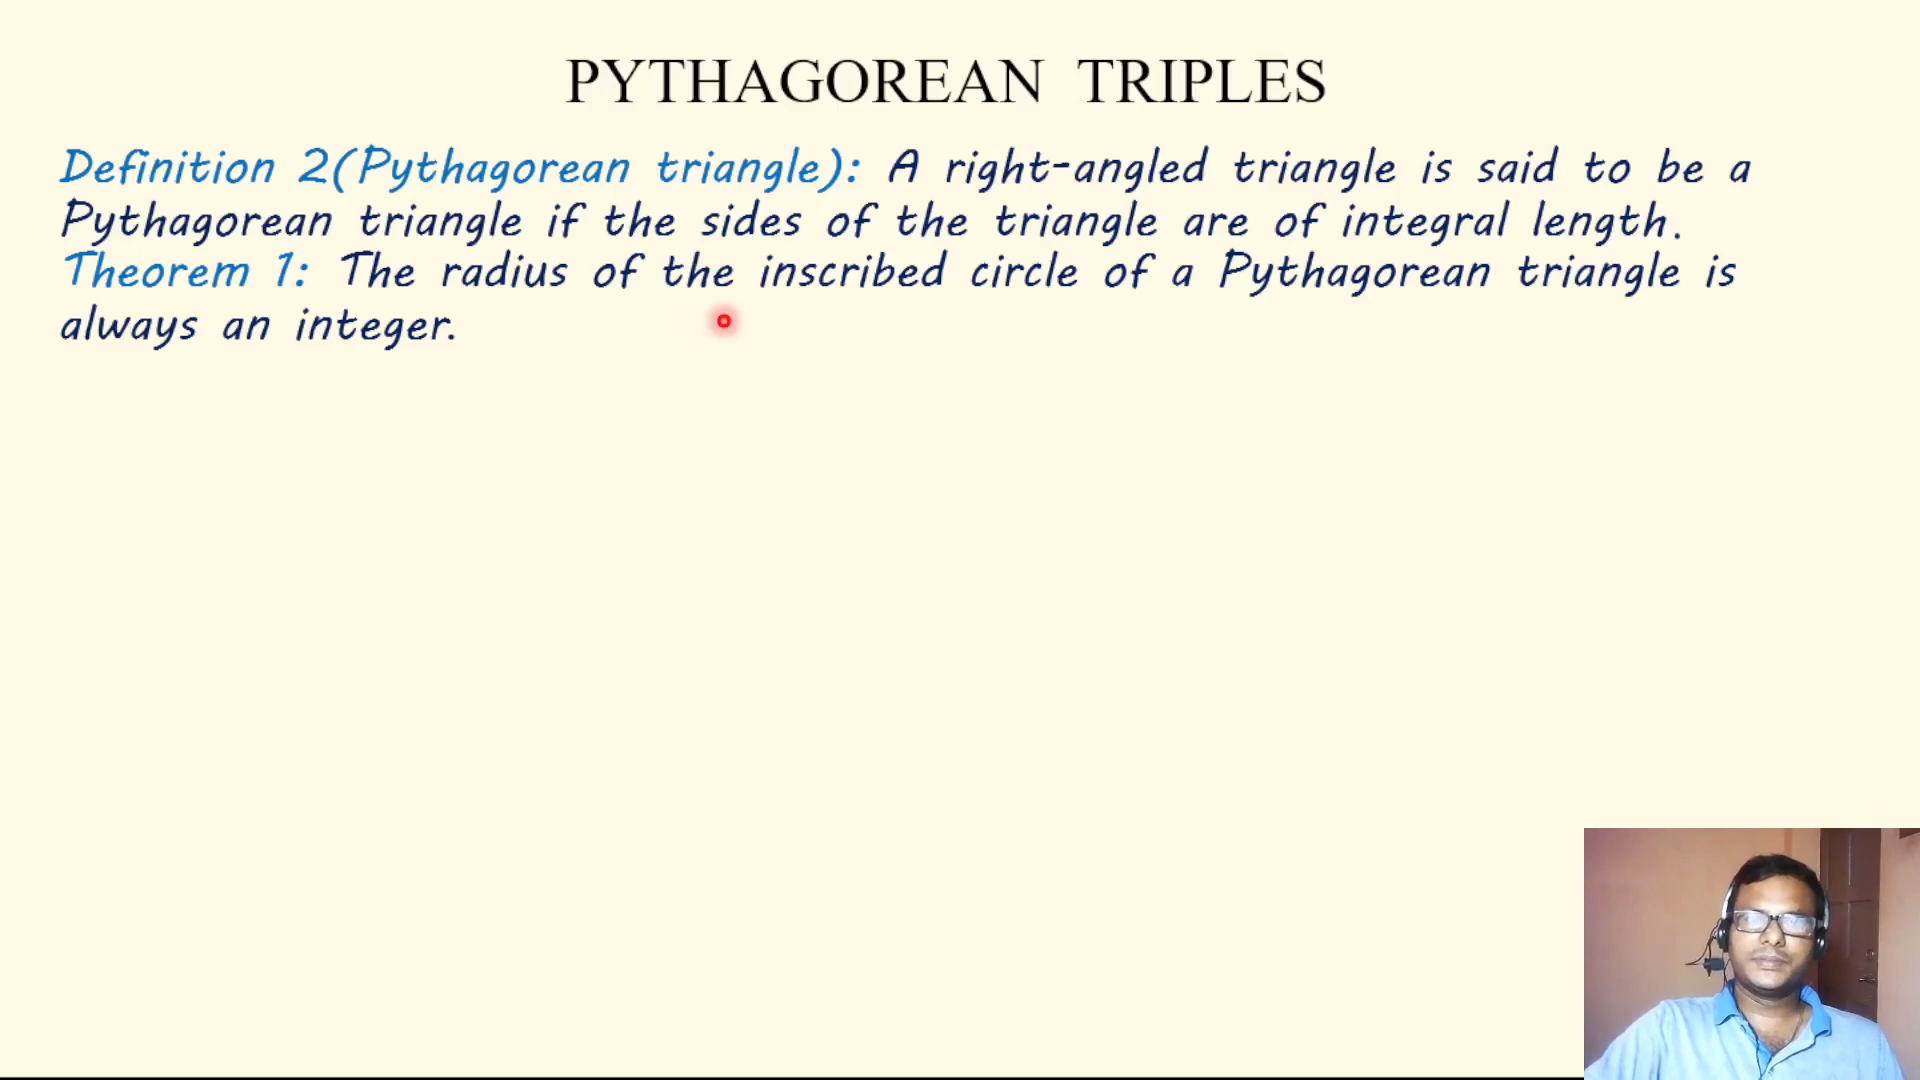 PYTHAGOREAN TRIPLES
Definition 2(Pythagorean triangle): A right-angled triangle is said to be a
Pythagorean triangle if the sides of the triangle are of integral length.
Theorem 1: The radius of the inscribed circle of a Pythagorean triangle is
always an integer.